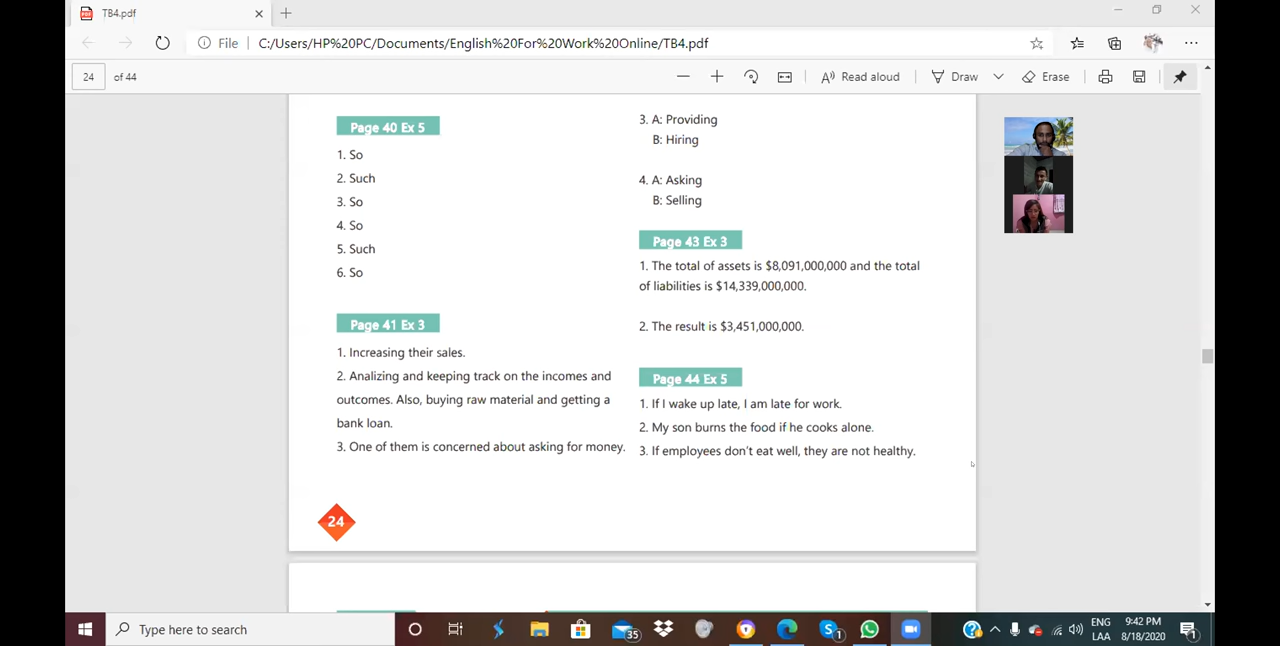 TB4.pdf
File
C:/Users/HP%20PC/Documents/English%20For%20Work%20Online/TB4.pdf
24 of 44
Read aloud
Draw
Erase
Page 40 Ex 5
1. So
2. Such
3. So
4. So
5. Such
6. So
Page 41 Ex 3
1. Increasing their sales.
2. Analizing and keeping track on the incomes and
outcomes. Also, buying raw material and getting a
bank loan.
3. One of them is concerned about asking for money.
24
3. A: Providing
B: Hiring
4. A: Asking
B: Selling
Page 43 Ex 3
1. The total of assets is $8,091,000,000 and the total
of liabilities is $14,339,000,000.
2. The result is $3,451,000,000.
Page 44 Ex 5
1. If I wake up late, I am late for work.
2. My son burns the food if he cooks alone.
3. If employees don't eat well, they are not healthy.
Type here to search
35
1
ENG
LAA
9:42 PM
8/18/2020
1